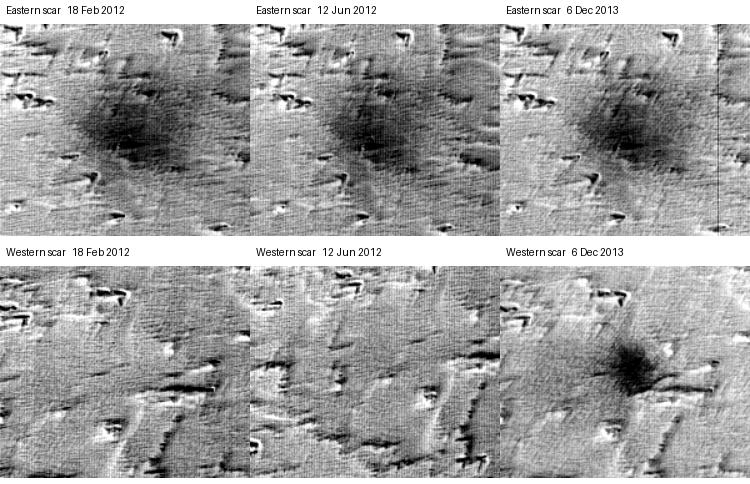 Eastern scar 18 Feb 2012
Eastern scar 12 Jun 2012
Eastern scar 6 Dec 2013
Western scar 18 Feb 2012
Western scar 12 Jun 2012
Western scar 6 Dec 2013